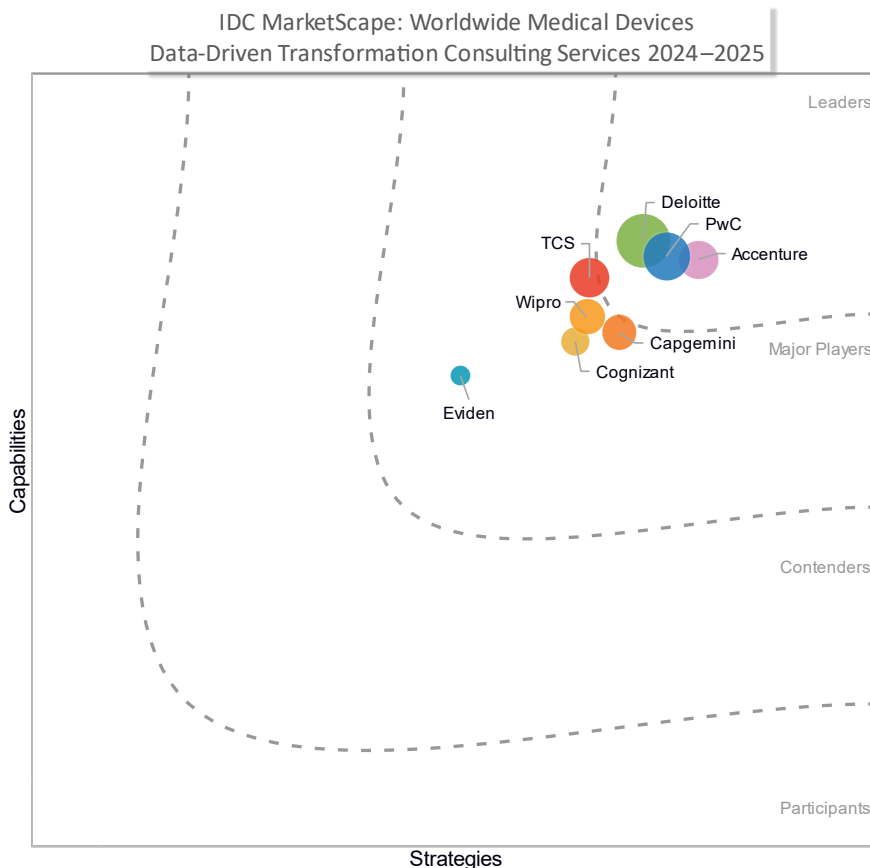 IDC MarketScape: Worldwide Medical Devices
Data-Driven Transformation Consulting Services 2024–2025
Leaders
Deloitte
PwC
TCS
Accenture
Wipro
Capgemini
Major Players
Cognizant
Eviden
Capabilities
Contenders
Participants
Strategies